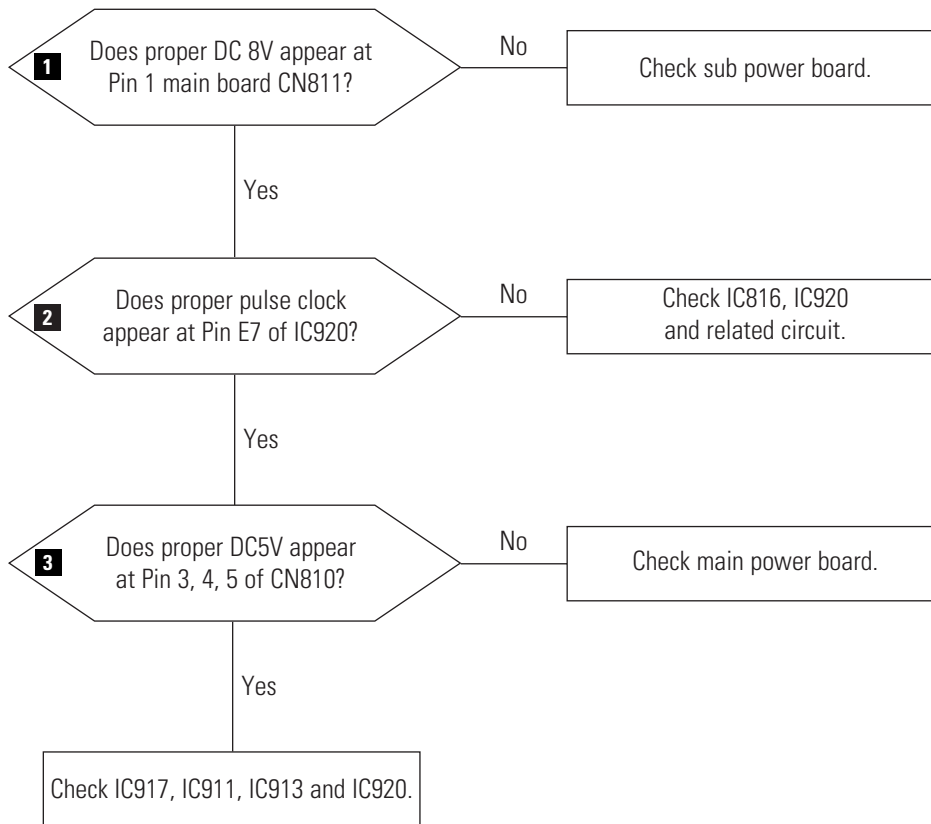 1
Does proper DC 8V appear at
Pin 1 main board CN811?
No
Check sub power board.
Yes
2
Does proper pulse clock
appear at Pin E7 of IC920?
No
Check IC816, IC920
and related circuit.
Yes
3
Does proper DC5V appear
at Pin 3, 4, 5 of CN810?
No
Check main power board.
Yes
Check IC917, IC911, IC913 and IC920.